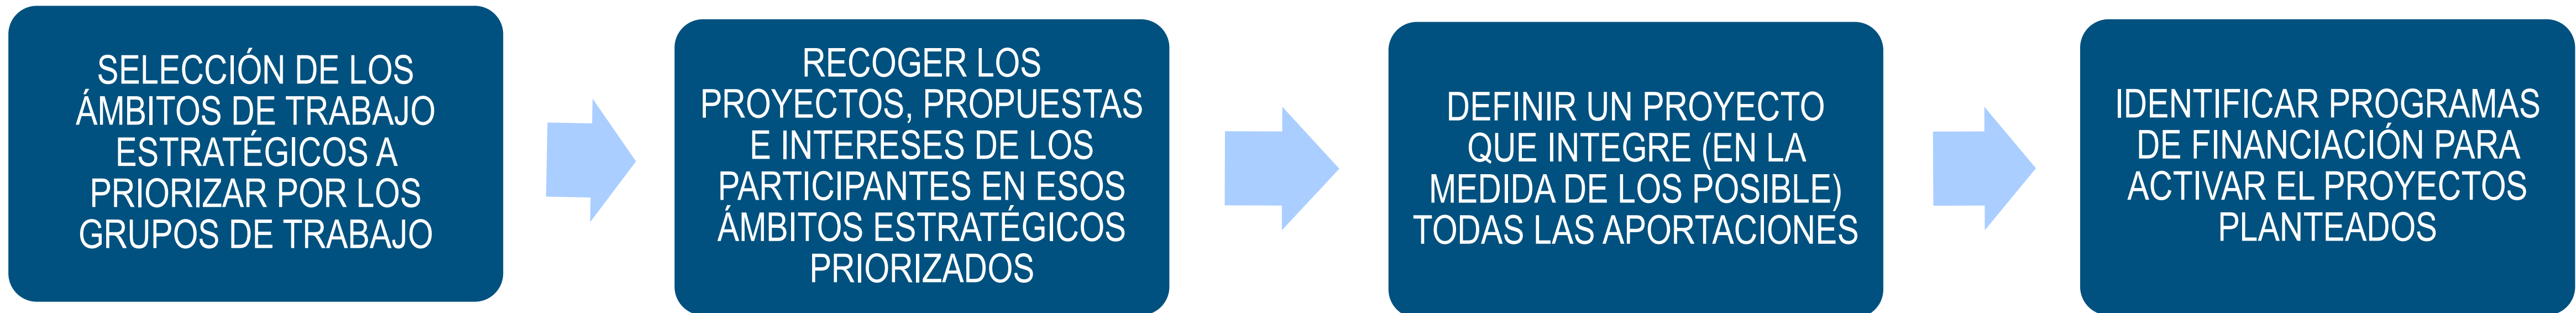 SELECCIÓN DE LOS
ÁMBITOS DE TRABAJO
ESTRATÉGICOS A
PRIORIZAR POR LOS
GRUPOS DE TRABAJO
RECOGER LOS
PROYECTOS, PROPUESTAS
E INTERESES DE LOS
PARTICIPANTES EN ESOS
ÁMBITOS ESTRATÉGICOS
PRIORIZADOS
DEFINIR UN PROYECTO
QUE INTEGRE (EN LA
MEDIDA DE LOS POSIBLE)
TODAS LAS APORTACIONES
IDENTIFICAR PROGRAMAS
DE FINANCIACIÓN PARA
ACTIVAR EL PROYECTOS
PLANTEADOS